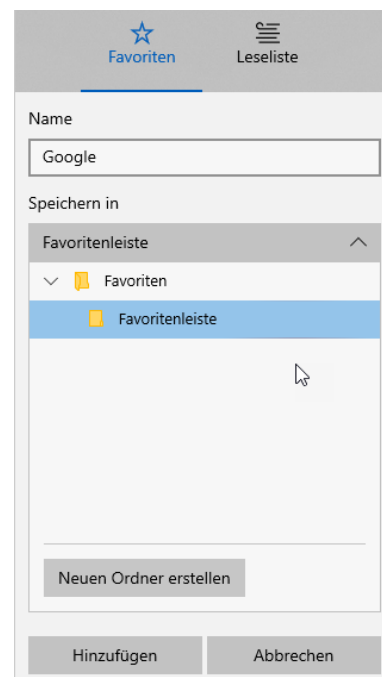 Favoriten Leseliste
Name
Google
Speichern in
Favoritenleiste
Favoriten
Favoritenleiste
Neuen Ordner erstellen
Hinzufügen Abbrechen